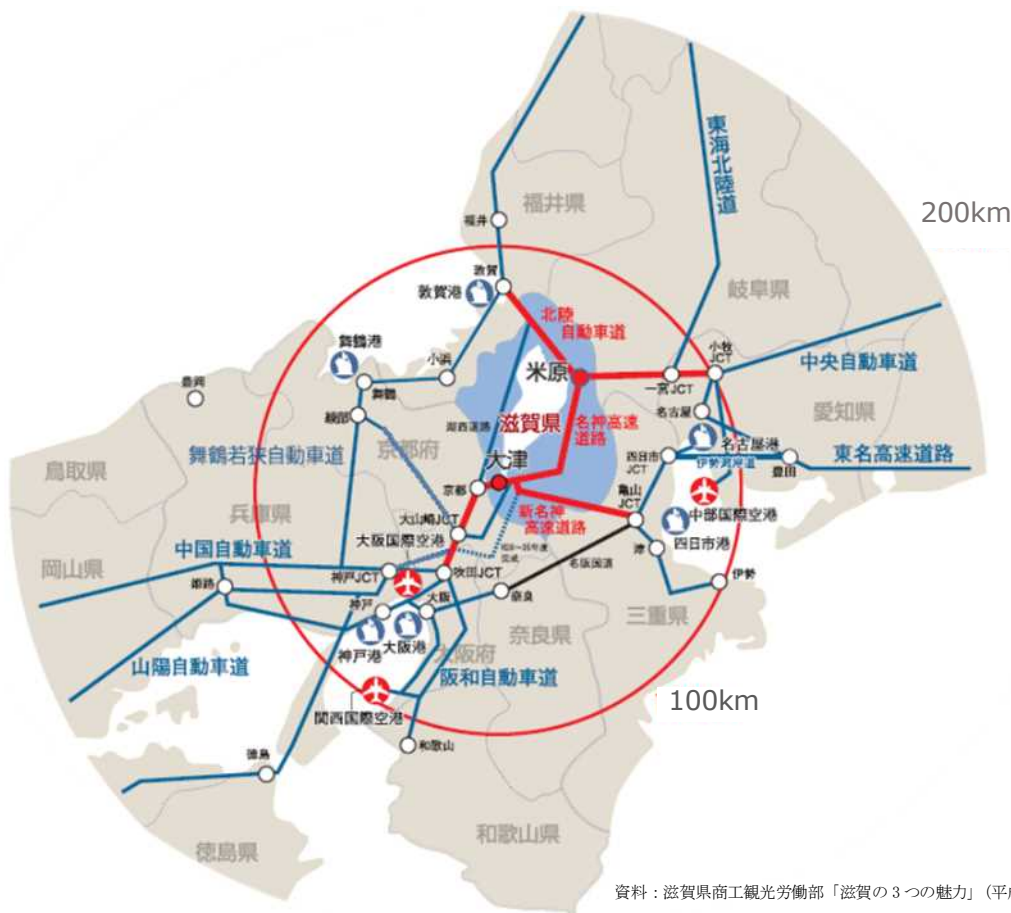 東海北陸道
福井県
200km
福井
岐阜県
敦賀
敦賀港
北陸
自動車道
舞鶴港
小牧
JCT
中央自動車道
小浜
米原
一宮JCT
豊岡
舞鶴
愛知県
名古屋
綾部
滋賀県
名神高速
道路
湖西道路
京都府
名古屋港
舞鶴若狭自動車道
大津
四日市
JCT
伊勢湾岸道
東名高速道路
豊田
鳥取県
京都
亀山
JCT
中部国際空港
兵庫県
大山崎JCT
新名神
高速道路
大阪国際空港
四日市港
中国自動車道
津
岡山県
神戸JCT
吹田JCT
名阪国道
伊勢
姫路
神戸
大阪
奈良
三重県
奈良県
神戸港
大阪港
大阪府
山陽自動車道
阪和自動車道
100km
関西国際空港
和歌山
徳島
和歌山県
徳島県
資料：滋賀県商工観光労働部「滋賀の3つの魅力」（平成